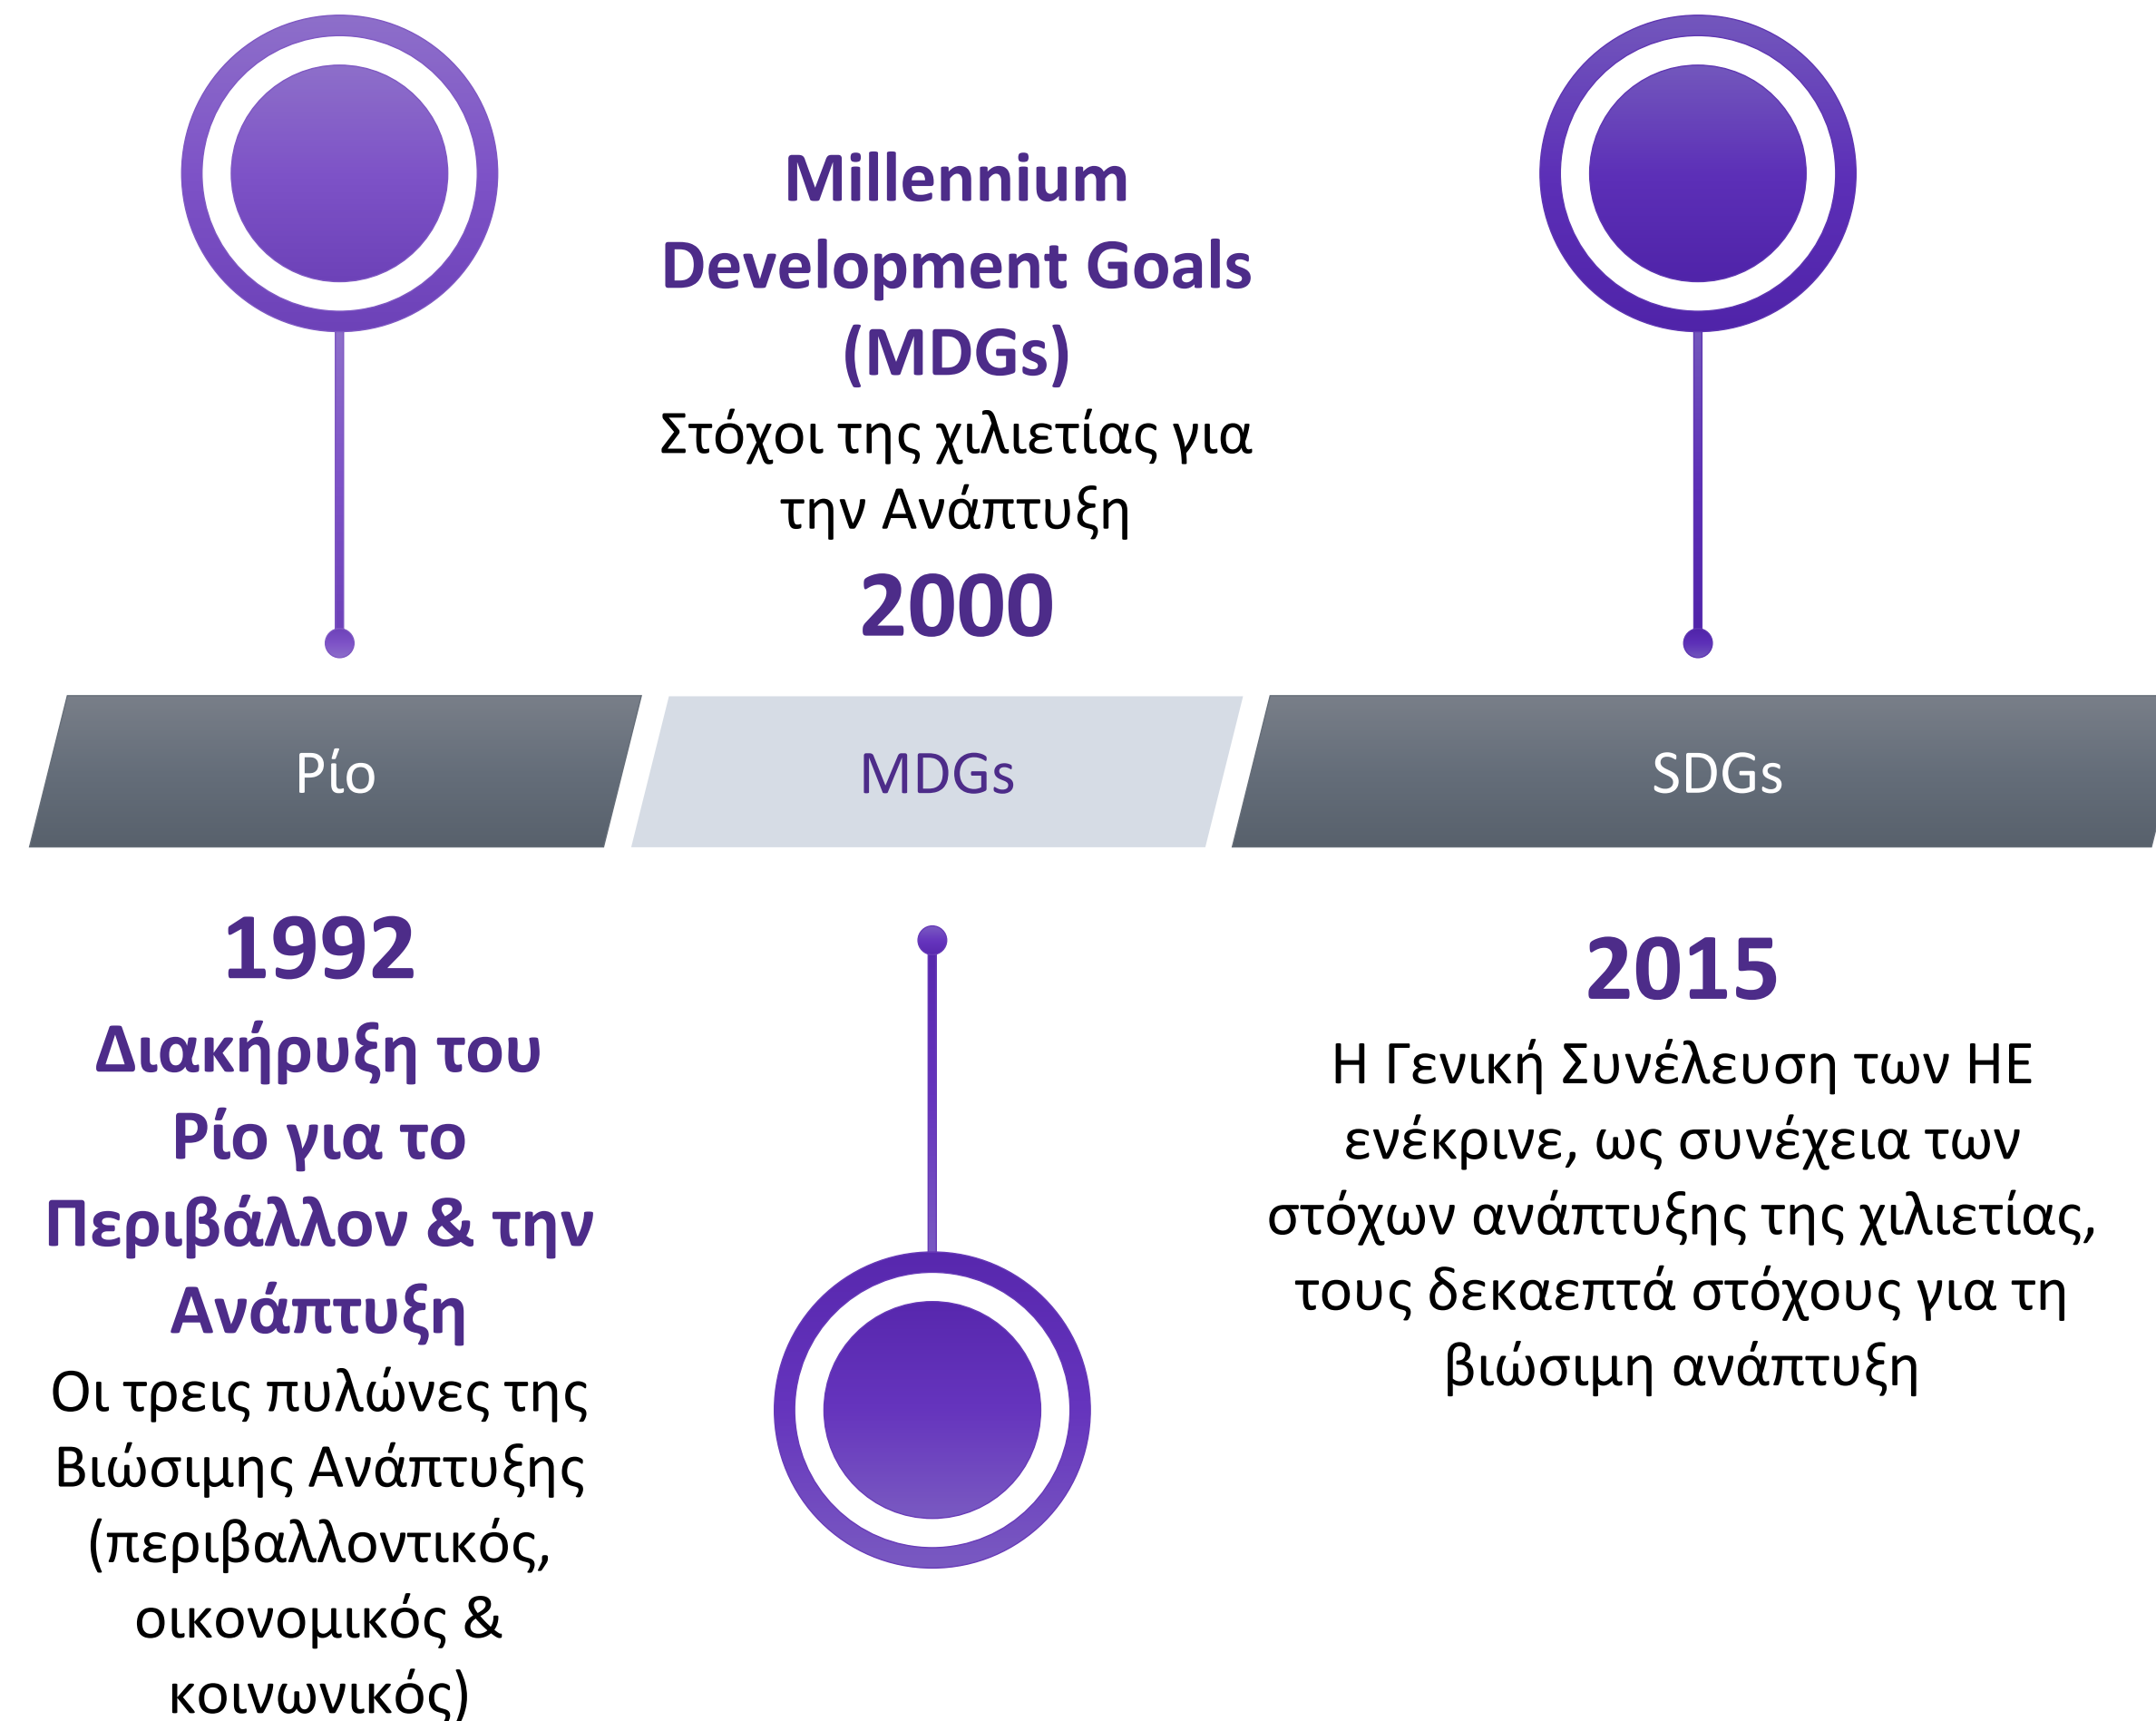 Millennium
Development Goals
(MDGs)
Στόχοι της χιλιετίας για
την Ανάπτυξη
2000
Ρίο
MDGs
SDGs
1992
Διακήρυξη του
Ρίο για το
Περιβάλλον & την
Ανάπτυξη
Οι τρεις πυλώνες της
Βιώσιμης Ανάπτυξης
(περιβαλλοντικός,
οικονομικός &
κοινωνικός)
2015
Η Γενική Συνέλευση των ΗΕ
ενέκρινε, ως συνέχεια των
στόχων ανάπτυξης της χιλιετίας,
τους δεκαεπτά στόχους για τη
βιώσιμη ανάπτυξη